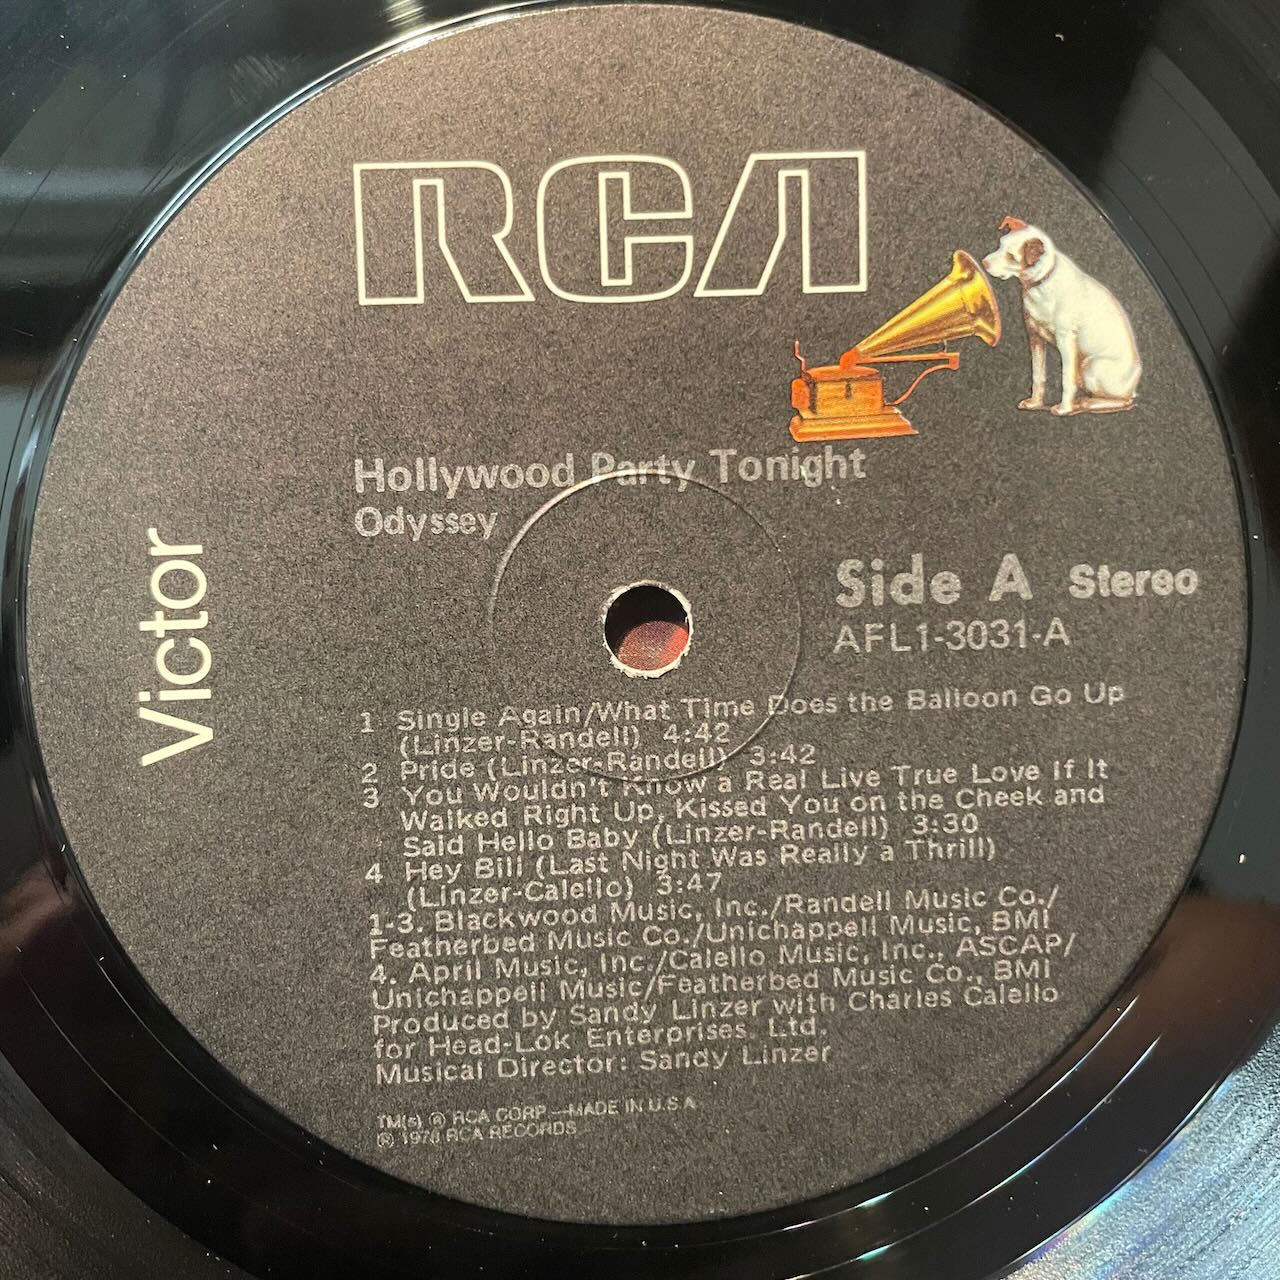 RCA
Victor
Hollywood Party Tonight
Odyssey
Side A Stereo
AFL1-3031-A
1 Single Again/What Time Does the Balloon Go Up
(Linzer-Randell) 4:42
2 Pride (Linzer-Randell) 3:42
3 You Wouldn't Know a Real Live True Love If It
Walked Right Up, Kissed You on the Cheek and
Said Hello Baby (Linzer-Randell) 3:30
4 Hey Bill (Last Night Was Really a Thrill)
(Linzer-Calello) 3:47
1-3. Blackwood Music, Inc./Randell Music Co./
Featherbed Music Co./Unichappell Music, BMI
4. April Music, Inc./Calello Music, Inc., ASCAP/
Unichappell Music/Featherbed Music Co., BMI
Produced by Sandy Linzer with Charles Calello
for Head-Lok Enterprises Ltd.
Musical Director: Sandy Linzer
TM(s) ® RCA CORP.—MADE IN U.S.A.
℗ 1978 RCA RECORDS